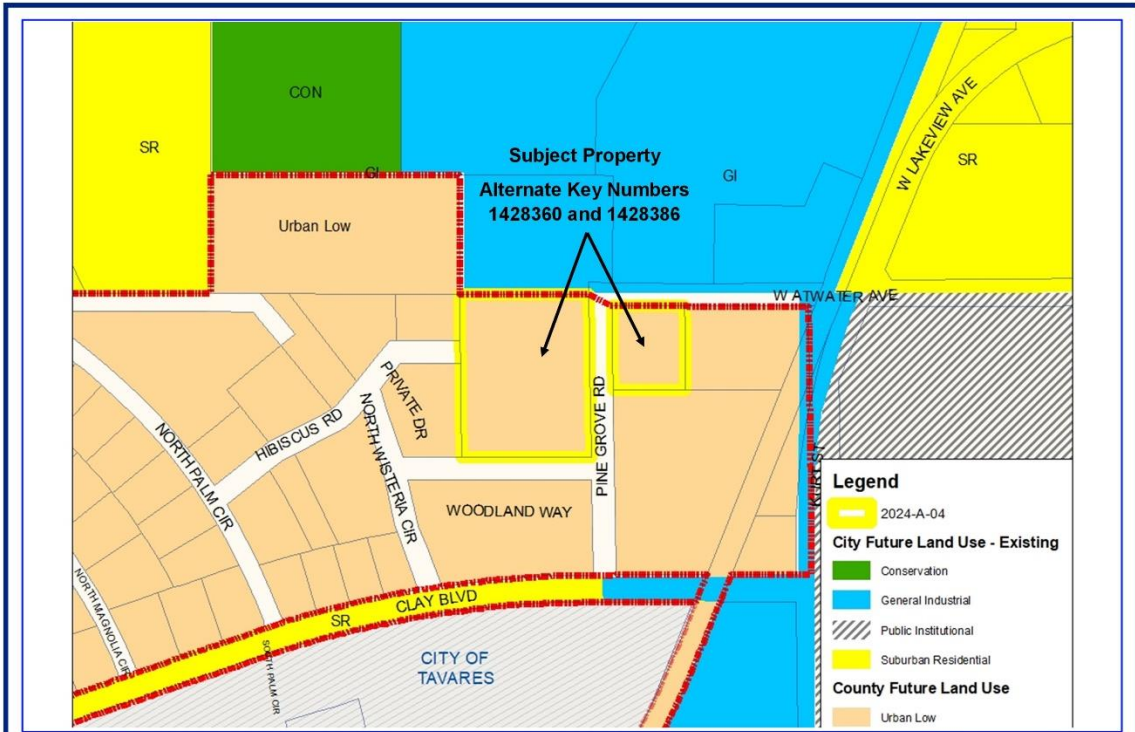 CON
SR
GI
Subject Property
Alternate Key Numbers
1428360 and 1428386
GI
W LAKEVIEW AVE
SR
Urban Low
W ATWATER AVE
PRIVATE DR
HIBISCUS RD
NORTH PALM CIR
NORTH WISTERIA CIR
PINE GROVE RD
KURT ST
WOODLAND WAY
NORTH MAGNOLIA CIR
SR
CLAY BLVD
SOUTH PALM CIR
CITY OF
TAVARES
Legend
2024-A-04
City Future Land Use - Existing
Conservation
General Industrial
Public Institutional
Suburban Residential
County Future Land Use
Urban Low